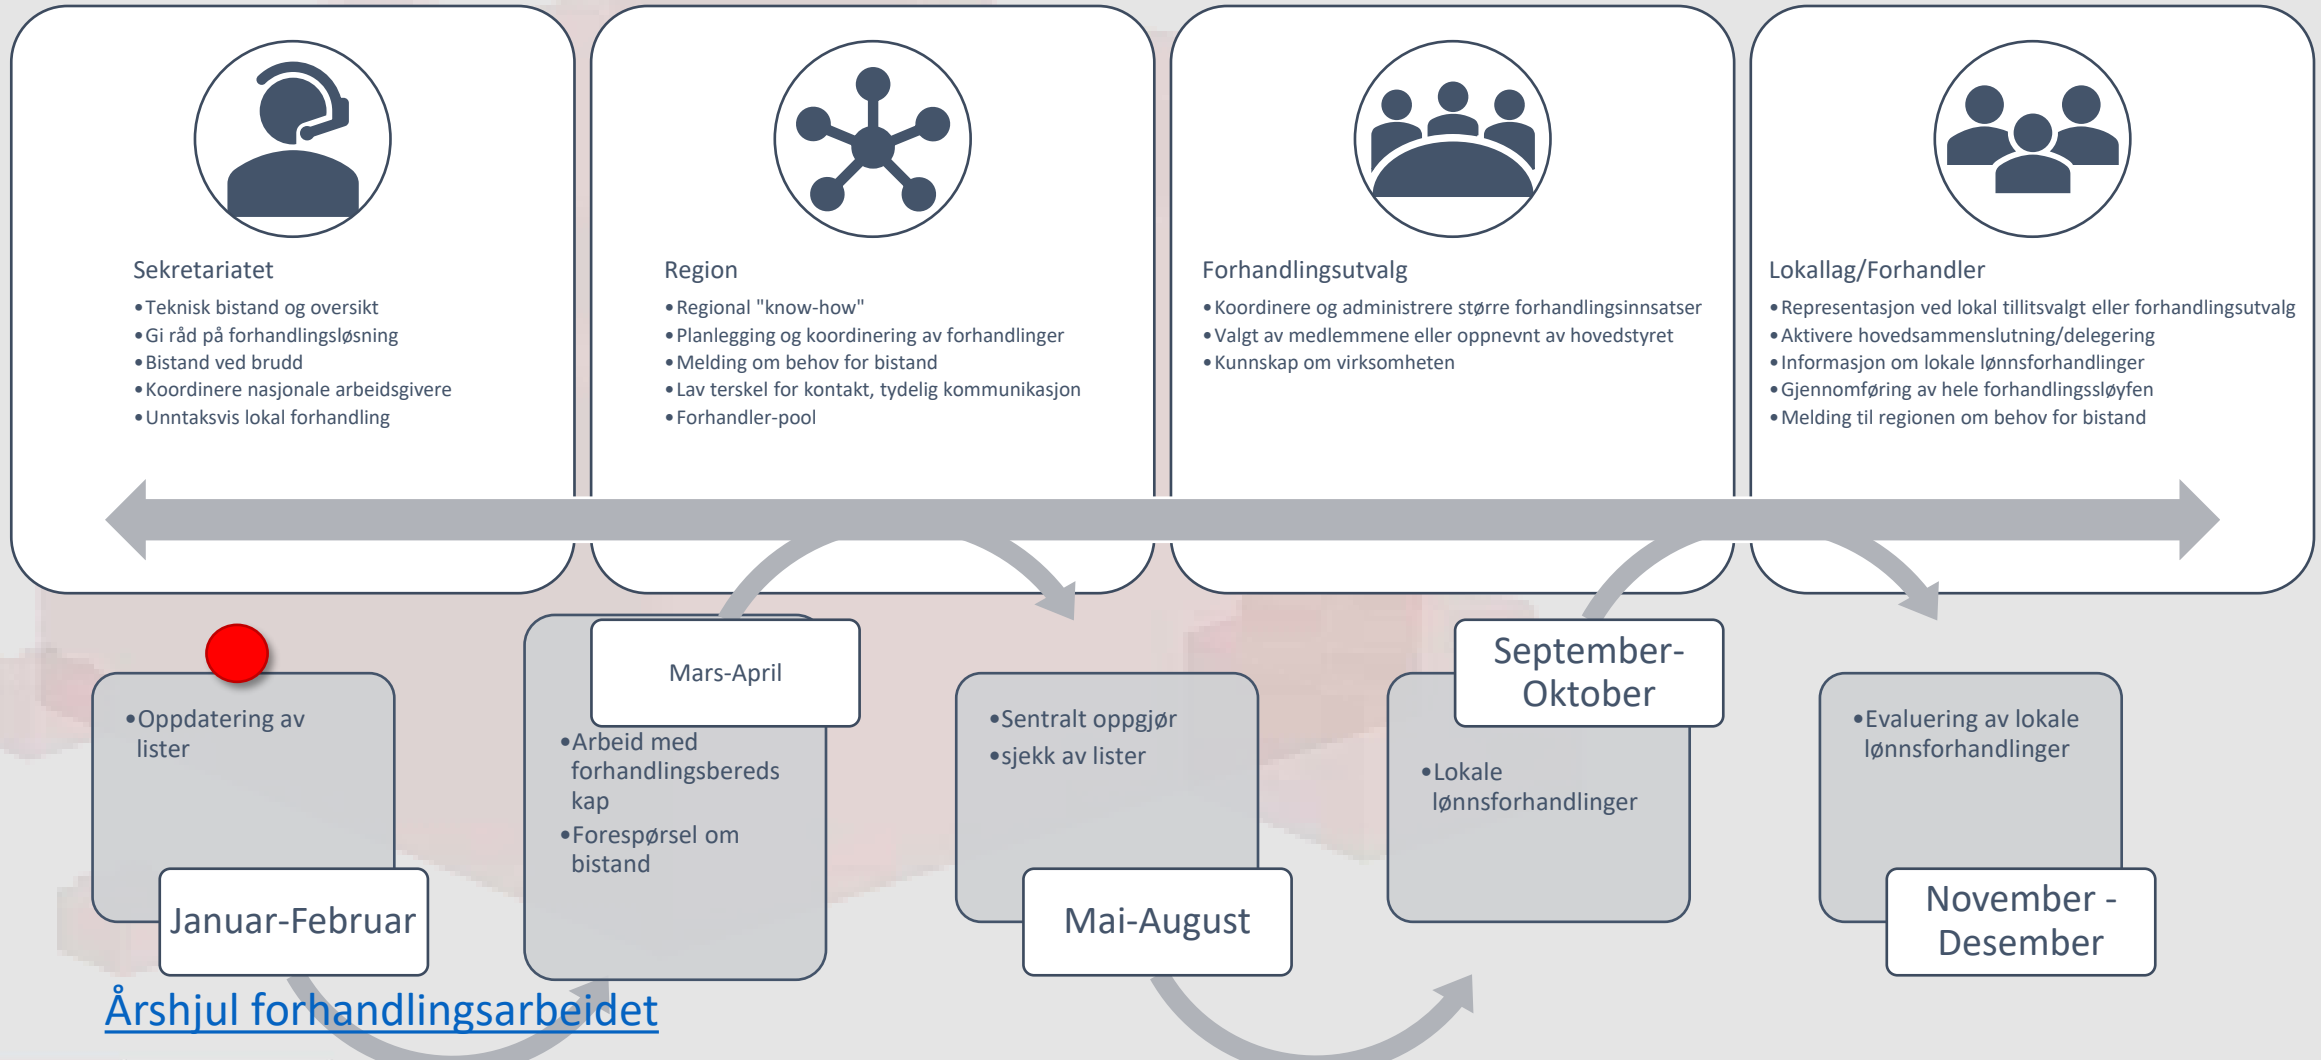 Sekretariatet
•Teknisk bistand og oversikt
•Gi råd på forhandlingsløsning
•Bistand ved brudd
•Koordinere nasjonale arbeidsgivere
•Unntaksvis lokal forhandling
Region
•Regional "know-how"
•Planlegging og koordinering av forhandlinger
•Melding om behov for bistand
•Lav terskel for kontakt, tydelig kommunikasjon
•Forhandler-pool
Forhandlingsutvalg
•Koordinere og administrere større forhandlingsinnsatser
•Valgt av medlemmene eller oppnevnt av hovedstyret
•Kunnskap om virksomheten
Lokallag/Forhandler
•Representasjon ved lokal tillitsvalgt eller forhandlingsutvalg
•Aktivere hovedsammenslutning/delegering
•Informasjon om lokale lønnsforhandlinger
•Gjennomføring av hele forhandlingssløyfen
•Melding til regionen om behov for bistand
•Oppdatering av
lister
Januar-Februar
Mars-April
•Arbeid med
forhandlingsbereds
kap
•Forespørsel om
bistand
•Sentralt oppgjør
•sjekk av lister
Mai-August
September-
Oktober
•Lokale
lønnsforhandlinger
•Evaluering av lokale
lønnsforhandlinger
November -
Desember
Årshjul forhandlingsarbeidet